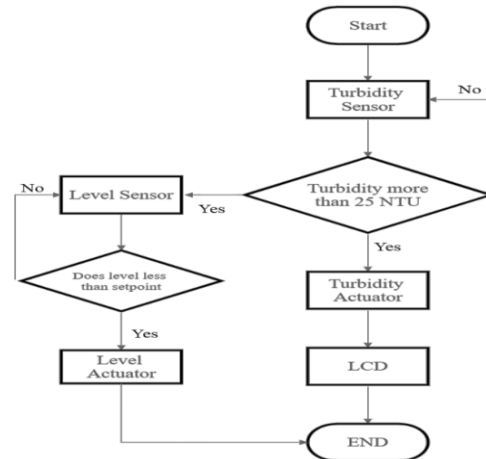 Start
Turbidity
Sensor
No
Turbidity more
than 25 NTU
Yes
Yes
No
Level Sensor
Does level less
than setpoint
Yes
Level
Actuator
Turbidity
Actuator
LCD
END